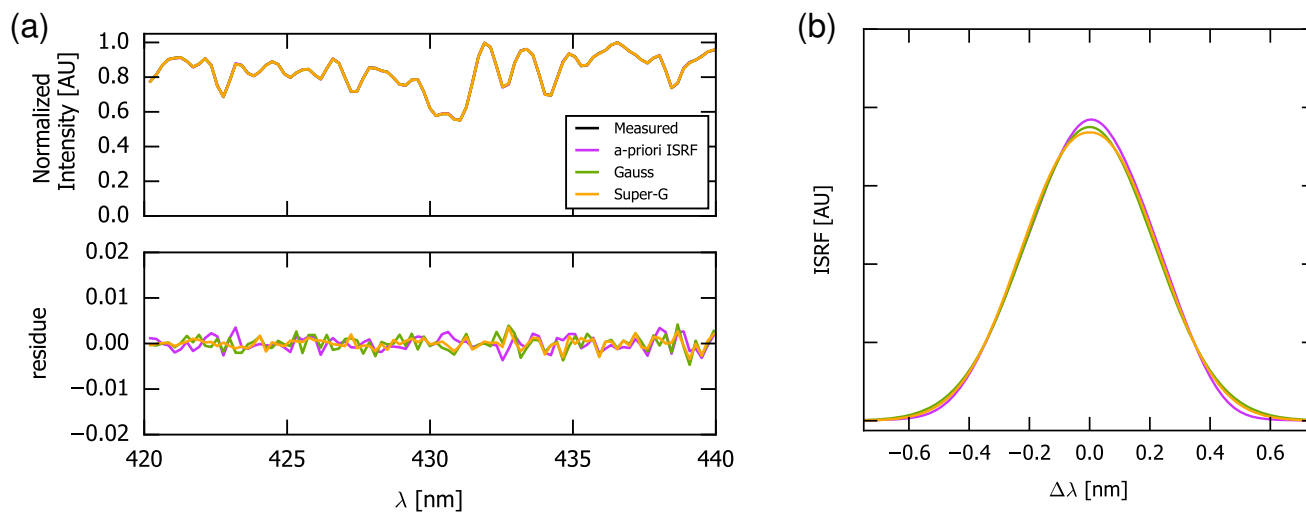 (a)
Normalized
Intensity [AU]
1.0
0.8
0.6
0.4
0.2
0.0
Measured
a-priori ISRF
Gauss
Super-G
residue
0.02
0.01
0.00
−0.01
−0.02
420
425
430
435
440
λ [nm]
(b)
ISRF [AU]
−0.6
−0.4
−0.2
0.0
0.2
0.4
0.6
Δλ [nm]